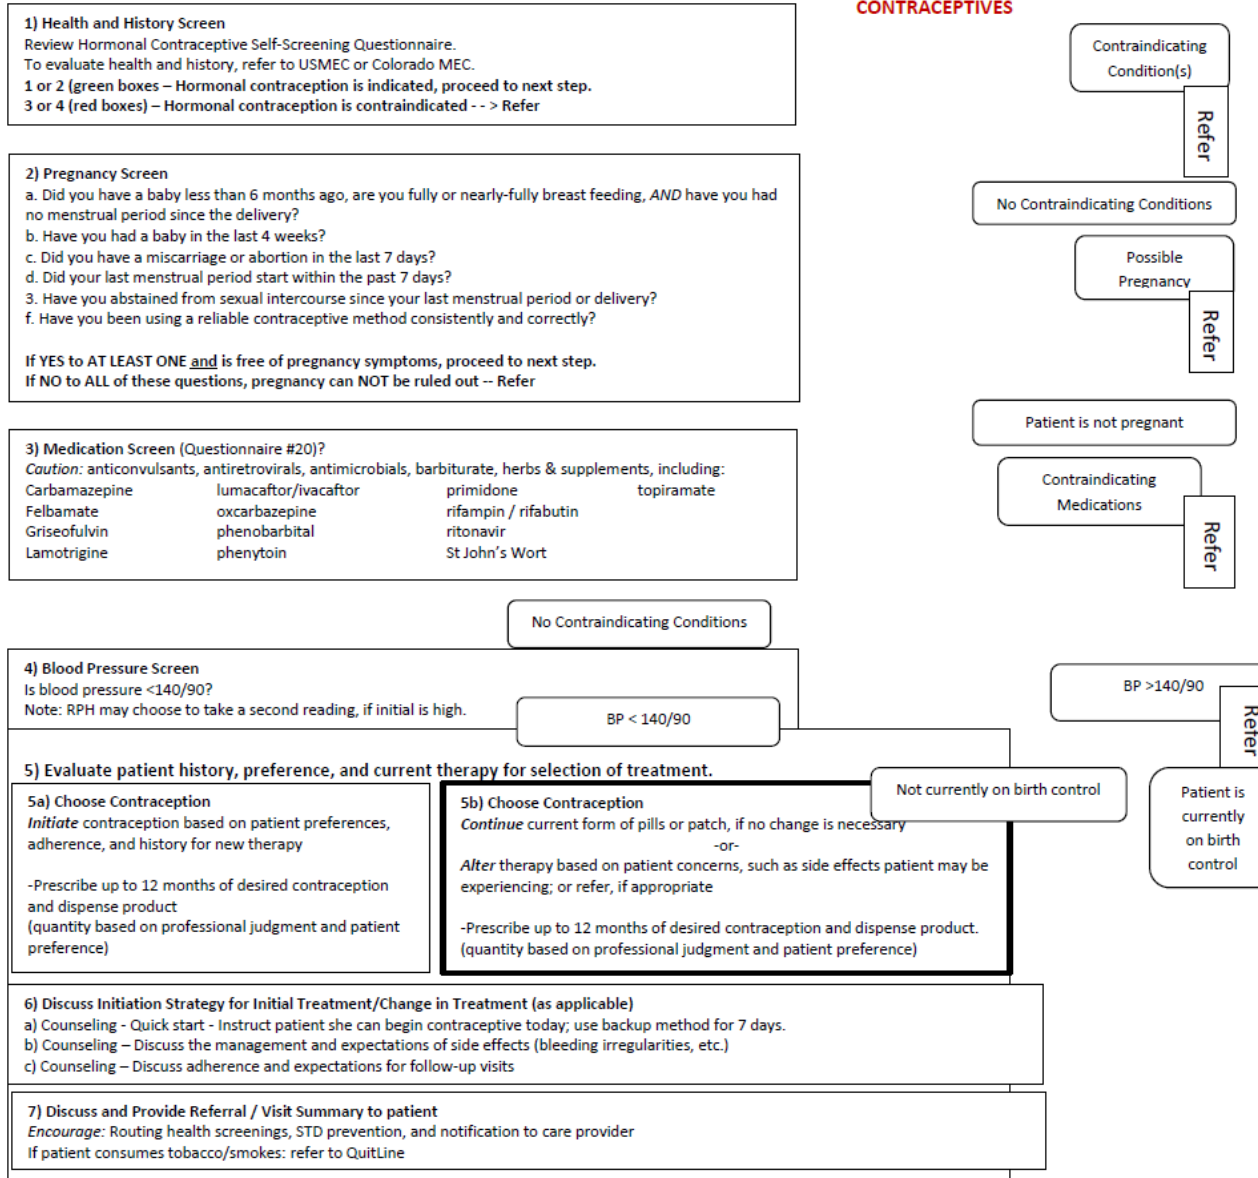 CONTRACEPTIVES
1) Health and History Screen
Review Hormonal Contraceptive Self-Screening Questionnaire.
To evaluate health and history, refer to USMEC or Colorado MEC.
1 or 2 (green boxes – Hormonal contraception is indicated, proceed to next step.
3 or 4 (red boxes) – Hormonal contraception is contraindicated - - > Refer
Contraindicating
Condition(s)
Refer
2) Pregnancy Screen
a. Did you have a baby less than 6 months ago, are you fully or nearly-fully breast feeding, AND have you had
no menstrual period since the delivery?
b. Have you had a baby in the last 4 weeks?
c. Did you have a miscarriage or abortion in the last 7 days?
d. Did your last menstrual period start within the past 7 days?
3. Have you abstained from sexual intercourse since your last menstrual period or delivery?
f. Have you been using a reliable contraceptive method consistently and correctly?
If YES to AT LEAST ONE and is free of pregnancy symptoms, proceed to next step.
If NO to ALL of these questions, pregnancy can NOT be ruled out -- Refer
No Contraindicating Conditions
Possible
Pregnancy
Refer
3) Medication Screen (Questionnaire #20)?
Caution: anticonvulsants, antiretrovirals, antimicrobials, barbiturate, herbs & supplements, including:
Carbamazepine lumacaftor/ivacaftor primidone topiramate
Felbamate oxcarbazepine rifampin / rifabutin
Griseofulvin phenobarbital ritonavir
Lamotrigine phenytoin St John's Wort
Patient is not pregnant
Contraindicating
Medications
Refer
No Contraindicating Conditions
4) Blood Pressure Screen
Is blood pressure <140/90?
Note: RPH may choose to take a second reading, if initial is high.
BP < 140/90
BP >140/90
Refer
5) Evaluate patient history, preference, and current therapy for selection of treatment.
Not currently on birth control
Patient is
currently
on birth
control
5a) Choose Contraception
Initiate contraception based on patient preferences,
adherence, and history for new therapy
-Prescribe up to 12 months of desired contraception
and dispense product
(quantity based on professional judgment and patient
preference)
5b) Choose Contraception
Continue current form of pills or patch, if no change is necessary
-or-
Alter therapy based on patient concerns, such as side effects patient may be
experiencing; or refer, if appropriate
-Prescribe up to 12 months of desired contraception and dispense product.
(quantity based on professional judgment and patient preference)
6) Discuss Initiation Strategy for Initial Treatment/Change in Treatment (as applicable)
a) Counseling - Quick start - Instruct patient she can begin contraceptive today; use backup method for 7 days.
b) Counseling – Discuss the management and expectations of side effects (bleeding irregularities, etc.)
c) Counseling – Discuss adherence and expectations for follow-up visits
7) Discuss and Provide Referral / Visit Summary to patient
Encourage: Routing health screenings, STD prevention, and notification to care provider
If patient consumes tobacco/smokes: refer to QuitLine